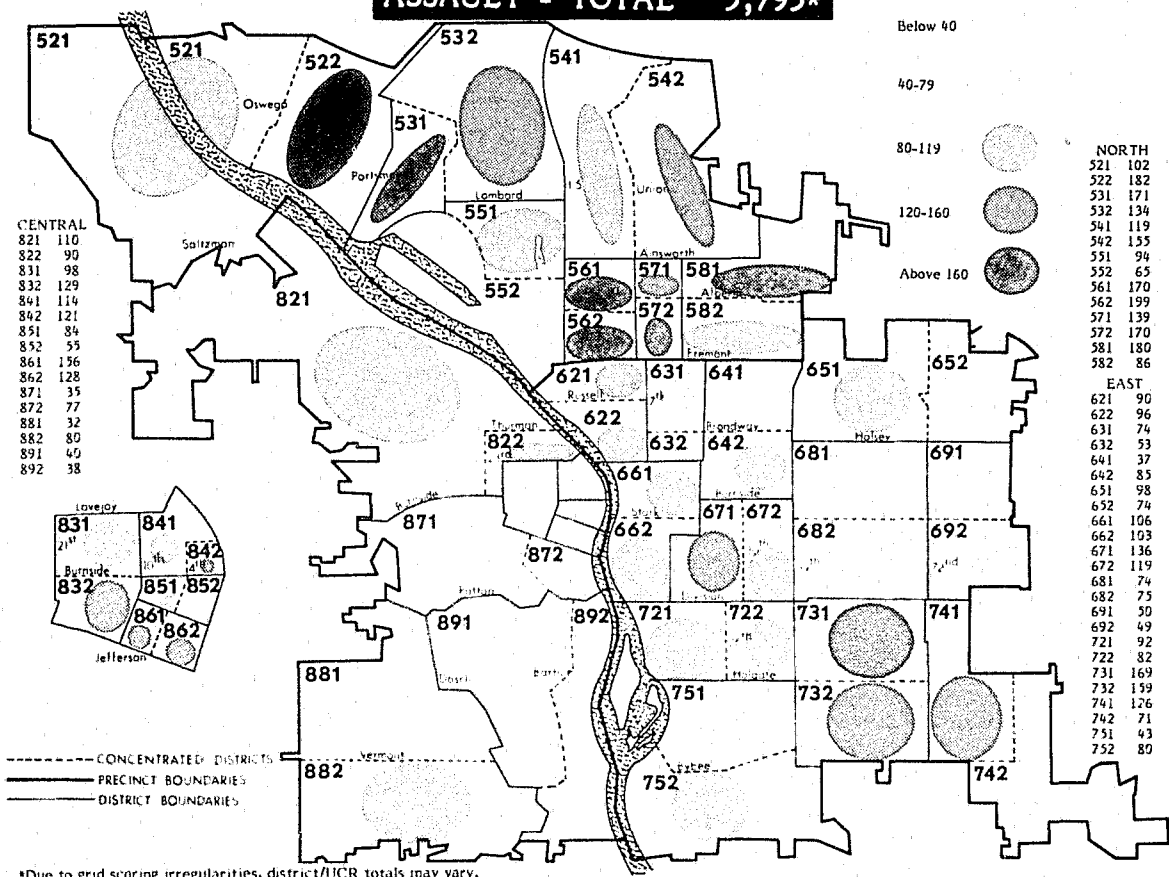 ASSAULT - TOTAL 5,795*
Below 40
40-79
80-119
120-160
Above 160
NORTH
521 102
522 182
531 171
532 134
541 119
542 155
551 94
552 65
561 170
562 199
571 139
572 170
581 180
582 86
EAST
621 90
622 96
631 74
632 53
641 37
642 85
651 98
652 74
661 106
662 103
671 136
672 119
681 74
682 75
691 50
692 49
721 92
722 82
731 169
732 159
741 126
742 71
751 43
752 80
CENTRAL
821 110
822 90
831 98
832 129
841 114
842 121
851 84
852 55
861 156
862 128
871 35
872 77
881 32
882 80
891 40
892 38
521
521
522
532
541
542
Oswego
531
Portsmouth
Lombard
I 5
Union
551
Ainsworth
Saltzman
821
552
561
571
581
562
572
582
Fremont
621
631
641
651
652
Russell
7th
622
Thurman
822
632
Broadway
642
Halsey
681
691
661
Burnside
871
Stark
Burnside
662
671
672
682
692
72nd
872
Division
Patton
891
892
721
722
731
741
Holgate
Dosch
881
751
732
Vermont
882
752
Bybee
742
Lovejoy
831
841
21st
842
4th
Burnside
832
851
852
861
862
Jefferson
CONCENTRATED DISTRICTS
PRECINCT BOUNDARIES
DISTRICT BOUNDARIES
*Due to grid scoring irregularities, district/UCR totals may vary.